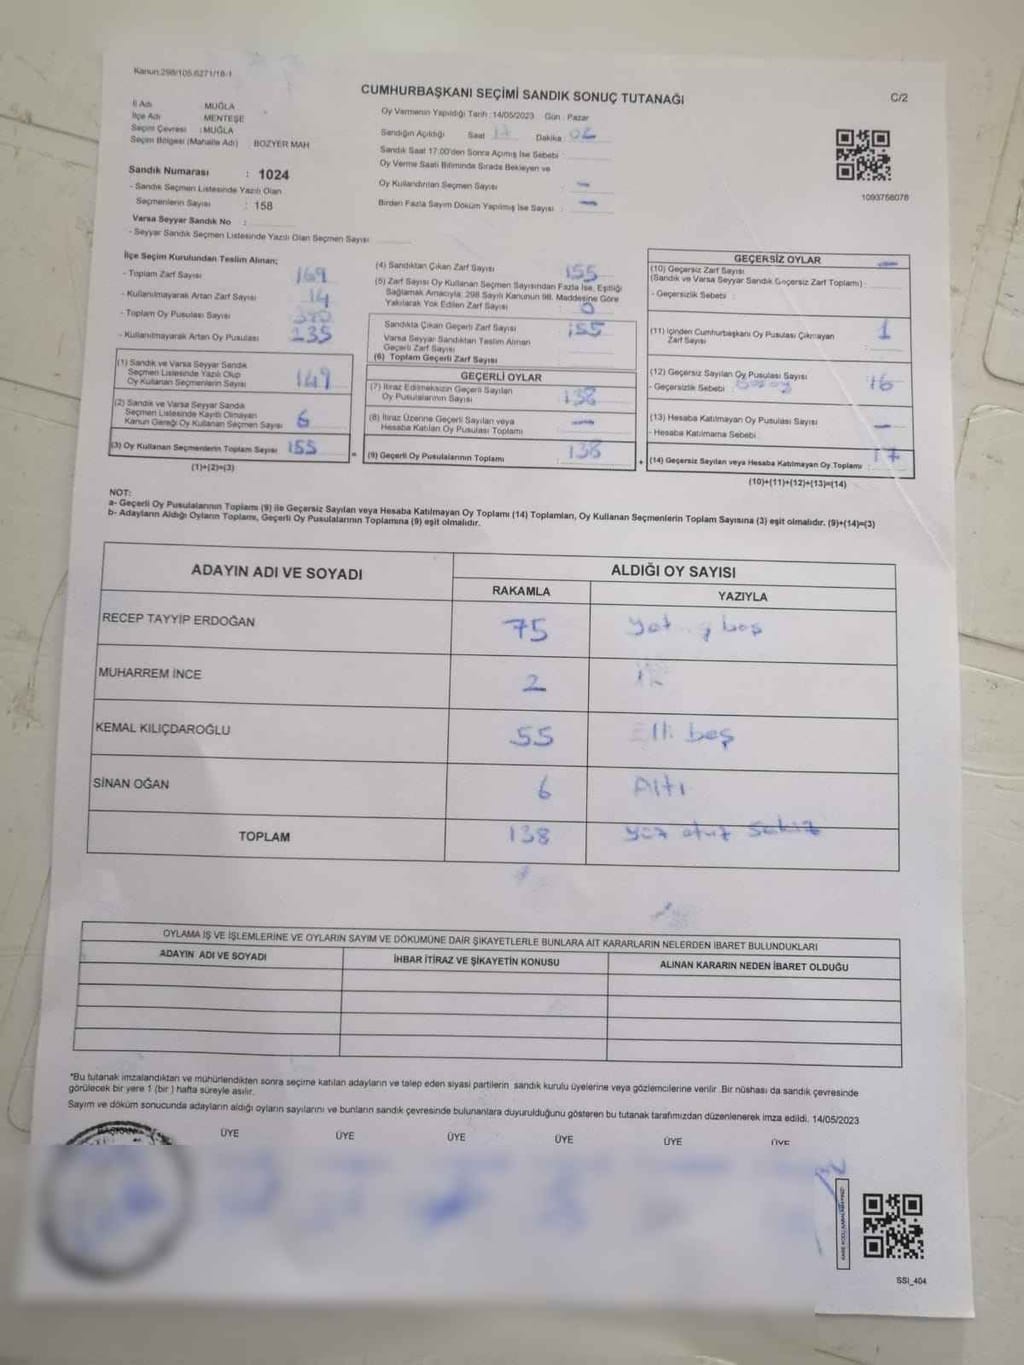 Kanun:298/105,6271/18-1
CUMHURBAŞKANI SEÇİMİ SANDIK SONUÇ TUTANAĞI
C/2
İl Adı MUĞLA
İlçe Adı MENTEŞE
Seçim Çevresi : MUĞLA
Seçim Bölgesi (Mahalle Adı) BOZYER MAH
Sandık Numarası : 1024
- Sandık Seçmen Listesinde Yazılı Olan
Seçmenlerin Sayısı : 158
Varsa Seyyar Sandık No :
- Seyyar Sandık Seçmen Listesinde Yazılı Olan Seçmen Sayısı
Oy Vermenin Yapıldığı Tarih : 14/05/2023 Gün : Pazar
Sandığın Açıldığı Saat 17 Dakika :
Sandık Saat 17:00'den Sonra Açımış İse Sebebi
Oy Verme Saati Bitiminde Sırada Bekleyen ve
Oy Kullandırılan Seçmen Sayısı : -
Birden Fazla Sayım Döküm Yapılmış İse Sayısı : -
1093758078
İlçe Seçim Kurulundan Teslim Alınan;
- Toplam Zarf Sayısı 169
- Kullanılmayarak Artan Zarf Sayısı 14
- Toplam Oy Pusulası Sayısı
- Kullanılmayarak Artan Oy Pusulası 235
(1) Sandık ve Varsa Seyyar Sandık
Seçmen Listesinde Yazılı Olup
Oy Kullanan Seçmenlerin Sayısı 149
(2) Sandık ve Varsa Seyyar Sandık
Seçmen Listesinde Kayıtlı Olmayan
Kanun Gereği Oy Kullanan Seçmen Sayısı 6
(3) Oy Kullanan Seçmenlerin Toplam Sayısı 155
(1)+(2)=(3)
(4) Sandıktan Çıkan Zarf Sayısı 155
(5) Zarf Sayısı Oy Kullanan Seçmen Sayısından Fazla İse, Eşitliği
Sağlamak Amacıyla; 298 Sayılı Kanunun 98. Maddesine Göre
Yakılarak Yok Edilen Zarf Sayısı 0
Sandıkta Çıkan Geçerli Zarf Sayısı 155
Varsa Seyyar Sandıktan Teslim Alınan
Geçerli Zarf Sayısı
(6) Toplam Geçerli Zarf Sayısı
GEÇERLİ OYLAR
(7) İtiraz Edilmeksizin Geçerli Sayılan
Oy Pusulalarının Sayısı 138
(8) İtiraz Üzerine Geçerli Sayılan veya
Hesaba Katılan Oy Pusulası Toplamı -
= (9) Geçerli Oy Pusulalarının Toplamı 138
GEÇERSİZ OYLAR
(10) Geçersiz Zarf Sayısı
(Sandık ve Varsa Seyyar Sandık Geçersiz Zarf Toplamı) : -
- Geçersizlik Sebebi :
(11) İçinden Cumhurbaşkanı Oy Pusulası Çıkmayan
Zarf Sayısı 1
(12) Geçersiz Sayılan Oy Pusulası Sayısı 16
- Geçersizlik Sebebi
(13) Hesaba Katılmayan Oy Pusulası Sayısı -
- Hesaba Katılmama Sebebi
+ (14) Geçersiz Sayılan veya Hesaba Katılmayan Oy Toplamı : 17
(10)+(11)+(12)+(13)=(14)
NOT:
a- Geçerli Oy Pusulalarının Toplamı (9) ile Geçersiz Sayılan veya Hesaba Katılmayan Oy Toplamı (14) Toplamları, Oy Kullanan Seçmenlerin Toplam Sayısına (3) eşit olmalıdır. (9)+(14)=(3)
b- Adayların Aldığı Oyların Toplamı, Geçerli Oy Pusulalarının Toplamına (9) eşit olmalıdır.
ADAYIN ADI VE SOYADI ALDIĞI OY SAYISI
RAKAMLA YAZIYLA
RECEP TAYYİP ERDOĞAN 75 beş
MUHARREM İNCE 2
KEMAL KILIÇDAROĞLU 55 Elli beş
SİNAN OĞAN 6 Altı
TOPLAM 138 yüz otuz sekiz
OYLAMA İŞ VE İŞLEMLERİNE VE OYLARIN SAYIM VE DÖKÜMÜNE DAİR ŞİKAYETLERLE BUNLARA AİT KARARLARIN NELERDEN İBARET BULUNDUKLARI
ADAYIN ADI VE SOYADI İHBAR İTİRAZ VE ŞİKAYETİN KONUSU ALINAN KARARIN NEDEN İBARET OLDUĞU
*Bu tutanak imzalandıktan ve mühürlendikten sonra seçime katılan adayların ve talep eden siyasi partilerin sandık kurulu üyelerine veya gözlemcilerine verilir. Bir nüshası da sandık çevresinde
görülecek bir yere 1 (bir ) hafta süreyle asılır.
Sayım ve döküm sonucunda adayların aldığı oyların sayılarını ve bunların sandık çevresinde bulunanlara duyurulduğunu gösteren bu tutanak tarafımızdan düzenlenerek imza edildi. 14/05/2023
BAŞKAN ÜYE ÜYE ÜYE ÜYE ÜYE ÜYE
SSI_404